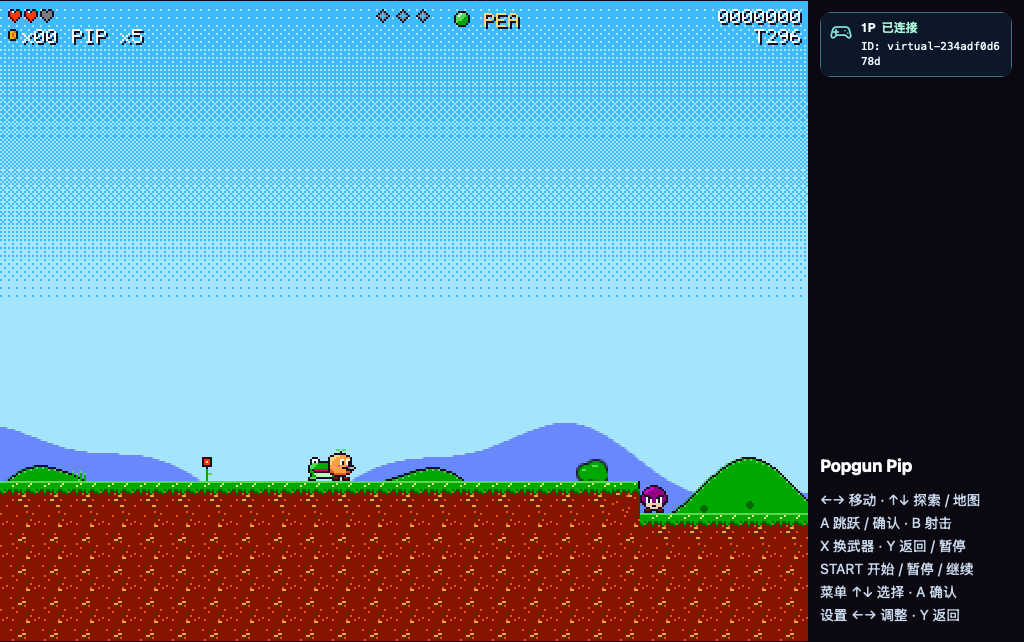 PEA
0000000
x00 PIP x5
T296
1P 已连接
ID: virtual-234adf0d6
78d
Popgun Pip
←→ 移动 · ↑↓ 探索 / 地图
A 跳跃 / 确认 · B 射击
X 换武器 · Y 返回 / 暂停
START 开始 / 暂停 / 继续
菜单 ↑↓ 选择 · A 确认
设置 ←→ 调整 · Y 返回